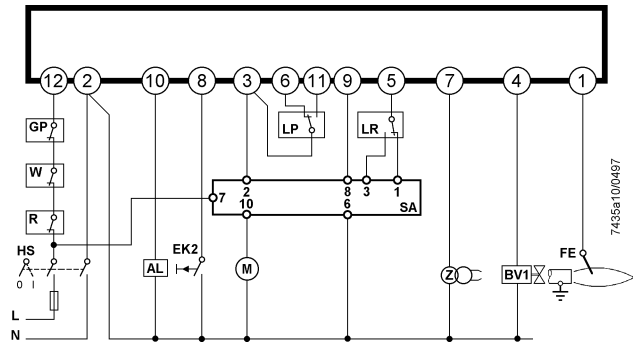 12 2 10 8 3 6 11 9 5 7 4 1
GP
LP
LR
W
2 8 3 1
7
10 6 SA
R
HS
EK2
FE
0 I
AL
M
Z
BV1
L
N
7435a10/0497